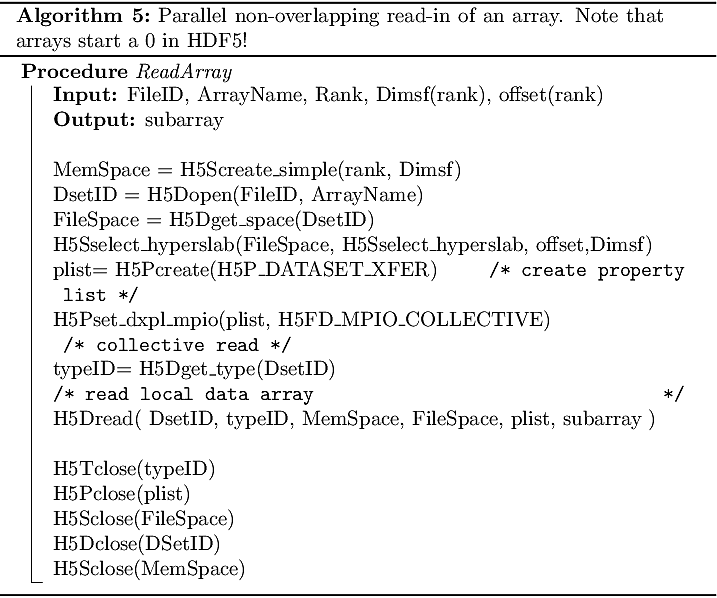 Algorithm 5: Parallel non-overlapping read-in of an array. Note that
arrays start a 0 in HDF5!
Procedure ReadArray
Input: FileID, ArrayName, Rank, Dimsf(rank), offset(rank)
Output: subarray
MemSpace = H5Screate_simple(rank, Dimsf)
DsetID = H5Dopen(FileID, ArrayName)
FileSpace = H5Dget_space(DsetID)
H5Sselect_hyperslab(FileSpace, H5Sselect_hyperslab, offset,Dimsf)
plist= H5Pcreate(H5P_DATASET_XFER) /* create property
list */
H5Pset_dxpl_mpio(plist, H5FD_MPIO_COLLECTIVE)
/* collective read */
typeID= H5Dget_type(DsetID)
/* read local data array */
H5Dread( DsetID, typeID, MemSpace, FileSpace, plist, subarray )
H5Tclose(typeID)
H5Pclose(plist)
H5Sclose(FileSpace)
H5Dclose(DSetID)
H5Sclose(MemSpace)